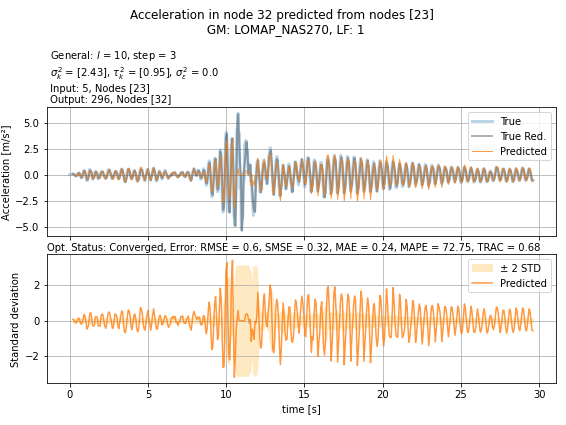 Acceleration in node 32 predicted from nodes [23]
GM: LOMAP_NAS270, LF: 1
General: l = 10, step = 3
σ²ₖ = [2.43], τ²ₖ = [0.95], σ²ε = 0.0
Input: 5, Nodes [23]
Output: 296, Nodes [32]
Acceleration [m/s²]
5.0
2.5
0.0
−2.5
−5.0
True
True Red.
Predicted
Opt. Status: Converged, Error: RMSE = 0.6, SMSE = 0.32, MAE = 0.24, MAPE = 72.75, TRAC = 0.68
Standard deviation
2
0
−2
± 2 STD
Predicted
0 5 10 15 20 25 30
time [s]